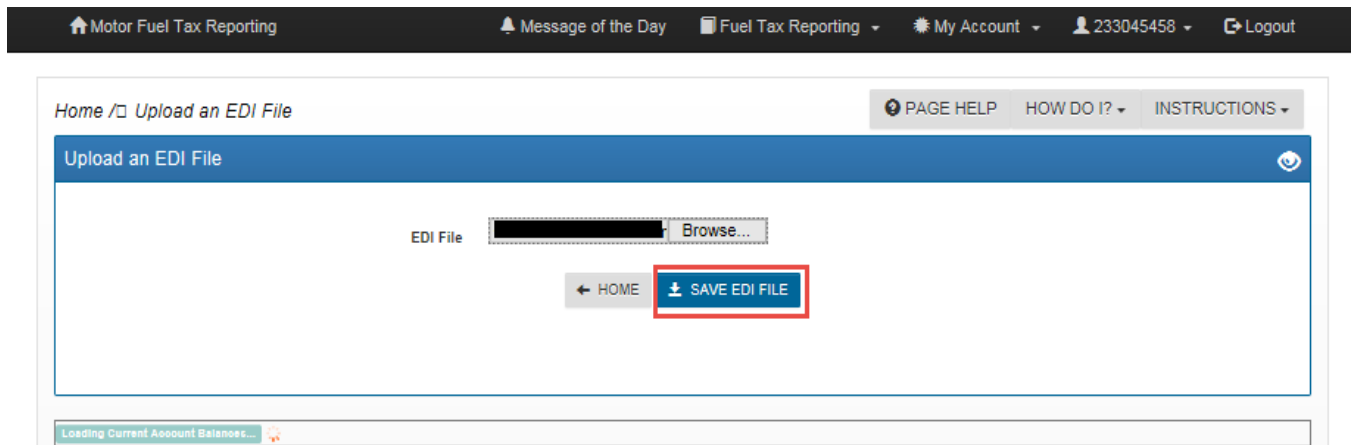 Motor Fuel Tax Reporting Message of the Day Fuel Tax Reporting My Account 233045458 Logout
Home / Upload an EDI File PAGE HELP HOW DO I? INSTRUCTIONS
Upload an EDI File
EDI File Browse...
HOME SAVE EDI FILE
Loading Current Account Balances...